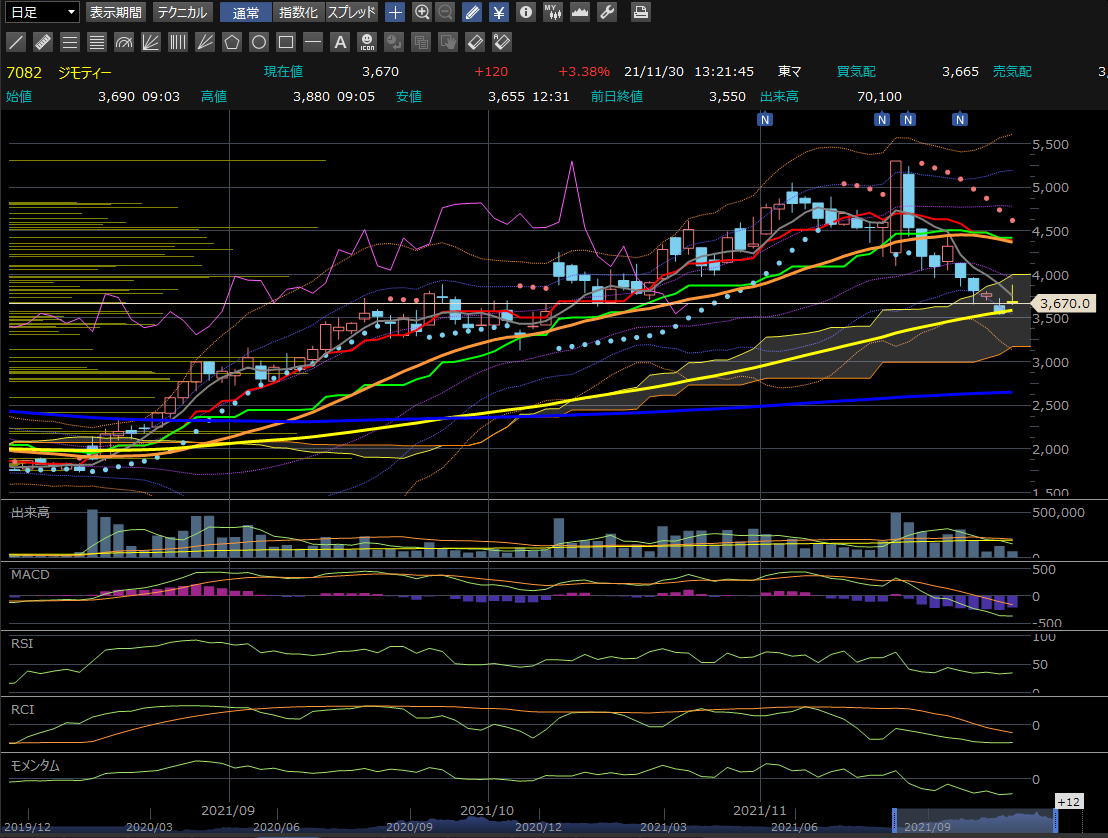 日足 表示期間 テクニカル 通常 指数化 スプレッド ¥ i MY
A ICON A
7082 ジモティー 現在値 3,670 +120 +3.38% 21/11/30 13:21:45 東マ 買気配 3,665 売気配 3,
始値 3,690 09:03 高値 3,880 09:05 安値 3,655 12:31 前日終値 3,550 出来高 70,100
N N N N
5,500
5,000
4,500
4,000
3,670.0
3,500
3,000
2,500
2,000
1,500
出来高 500,000
0
MACD 500
0
-500
RSI 100
50
0
RCI
0
モメンタム
0
+12
2021/09 2021/10 2021/11
2019/12 2020/03 2020/06 2020/09 2020/12 2021/03 2021/06 2021/09